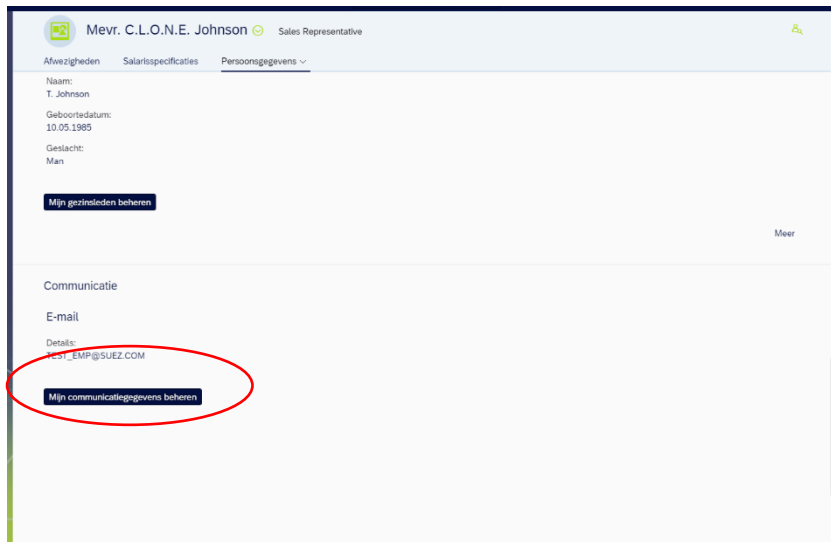 Mevr. C.L.O.N.E. Johnson Sales Representative
Afwezigheden Salarisspecificaties Persoonsgegevens
Naam:
T. Johnson
Geboortedatum:
10.05.1985
Geslacht:
Man
Mijn gezinsleden beheren
Meer
Communicatie
E-mail
Details:
TEST_EMP@SUEZ.COM
Mijn communicatiegegevens beheren